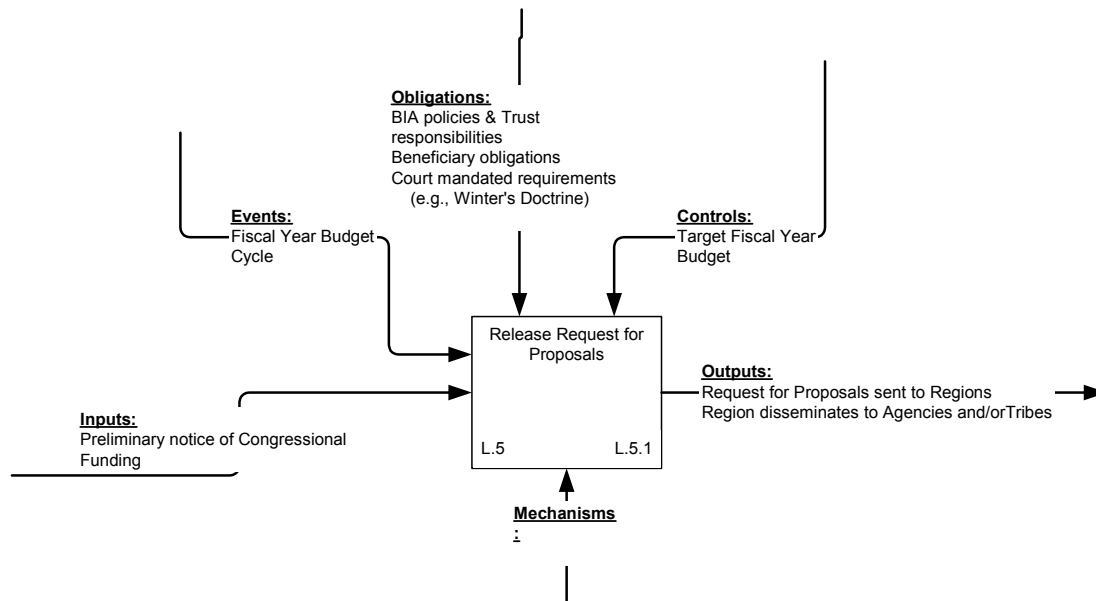 Obligations:
BIA policies & Trust
responsibilities
Beneficiary obligations
Court mandated requirements
(e.g., Winter's Doctrine)
Events:
Fiscal Year Budget
Cycle
Controls:
Target Fiscal Year
Budget
Release Request for
Proposals
L.5
L.5.1
Outputs:
Request for Proposals sent to Regions
Region disseminates to Agencies and/orTribes
Inputs:
Preliminary notice of Congressional
Funding
Mechanisms
: